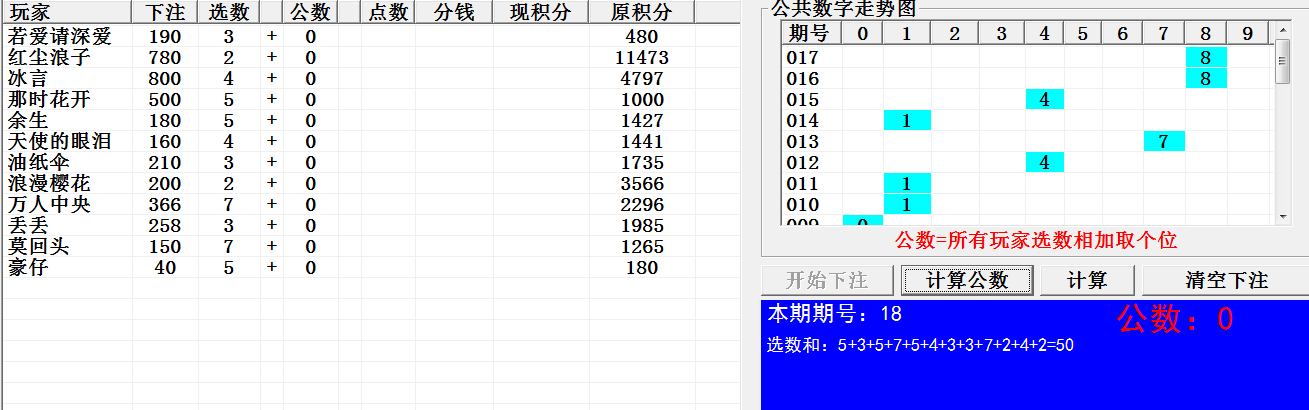 玩家 下注 选数 公数 点数 分钱 现积分 原积分
若爱请深爱 190 3 + 0 480
红尘浪子 780 2 + 0 11473
冰言 800 4 + 0 4797
那时花开 500 5 + 0 1000
余生 180 5 + 0 1427
天使的眼泪 160 4 + 0 1441
油纸伞 210 3 + 0 1735
浪漫樱花 200 2 + 0 3566
万人中央 366 7 + 0 2296
丢丢 258 3 + 0 1985
莫回头 150 7 + 0 1265
豪仔 40 5 + 0 180
公共数字走势图
期号 0 1 2 3 4 5 6 7 8 9
017 8
016 8
015 4
014 1
013 7
012 4
011 1
010 1
009 0
公数=所有玩家选数相加取个位
开始下注 计算公数 计算 清空下注
本期期号：18 公数：0
选数和：5+3+5+7+5+4+3+3+7+2+4+2=50